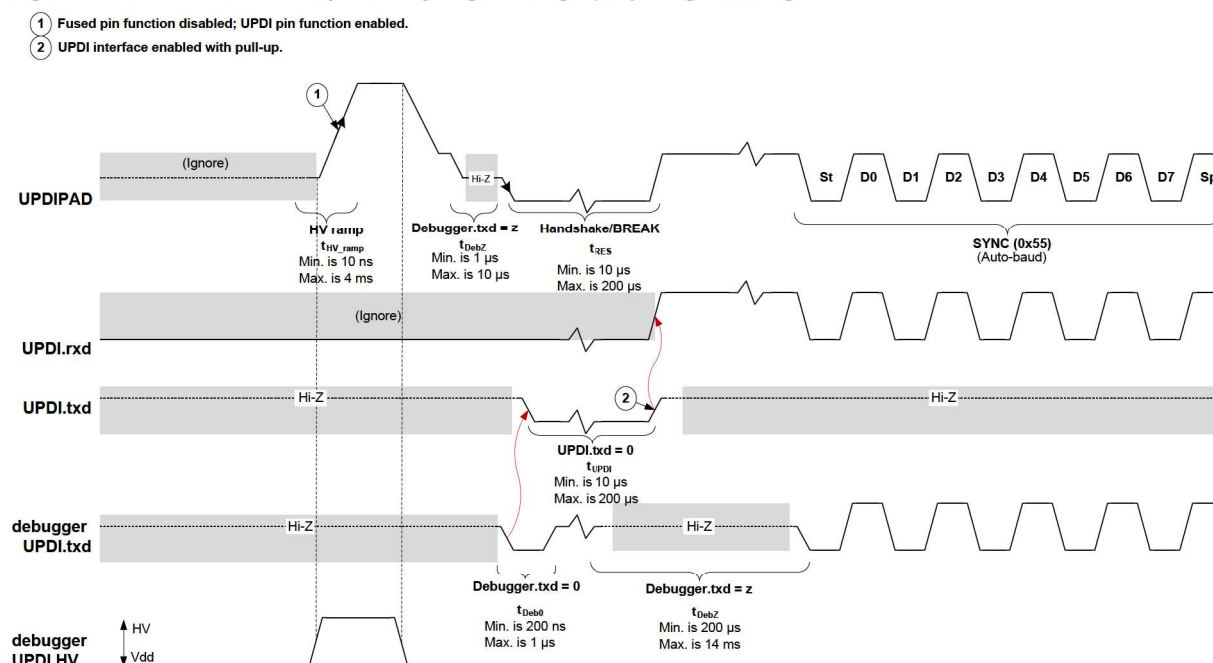 1 Fused pin function disabled; UPDI pin function enabled.
2 UPDI interface enabled with pull-up.
1
(Ignore)
Hi-Z
St D0 D1 D2 D3 D4 D5 D6 D7 Sp
UPDIPAD
HV ramp
tHV_ramp
Min. is 10 ns
Max. is 4 ms
Debugger.txd = z
tDebZ
Min. is 1 µs
Max. is 10 µs
Handshake/BREAK
tRES
Min. is 10 µs
Max. is 200 µs
SYNC (0x55)
(Auto-baud)
(Ignore)
UPDI.rxd
Hi-Z
2
Hi-Z
UPDI.txd
UPDI.txd = 0
tUPDI
Min. is 10 µs
Max. is 200 µs
Hi-Z
Hi-Z
debugger
UPDI.txd
Debugger.txd = 0
tDeb0
Min. is 200 ns
Max. is 1 µs
Debugger.txd = z
tDebZ
Min. is 200 µs
Max. is 14 ms
HV
debugger
UPDI.HV
Vdd